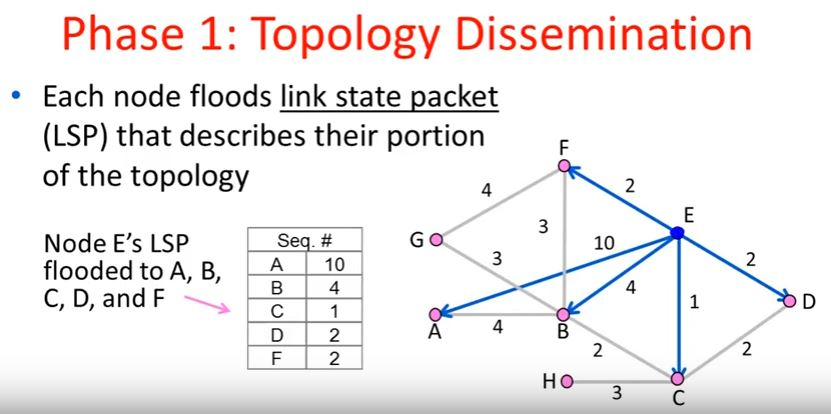 Phase 1: Topology Dissemination
• Each node floods link state packet
(LSP) that describes their portion
of the topology
Node E's LSP
flooded to A, B,
C, D, and F
Seq. #
A 10
B 4
C 1
D 2
F 2
F
4
2
E
G
3
10
2
3
4
1
D
A
4
B
2
2
H
3
C